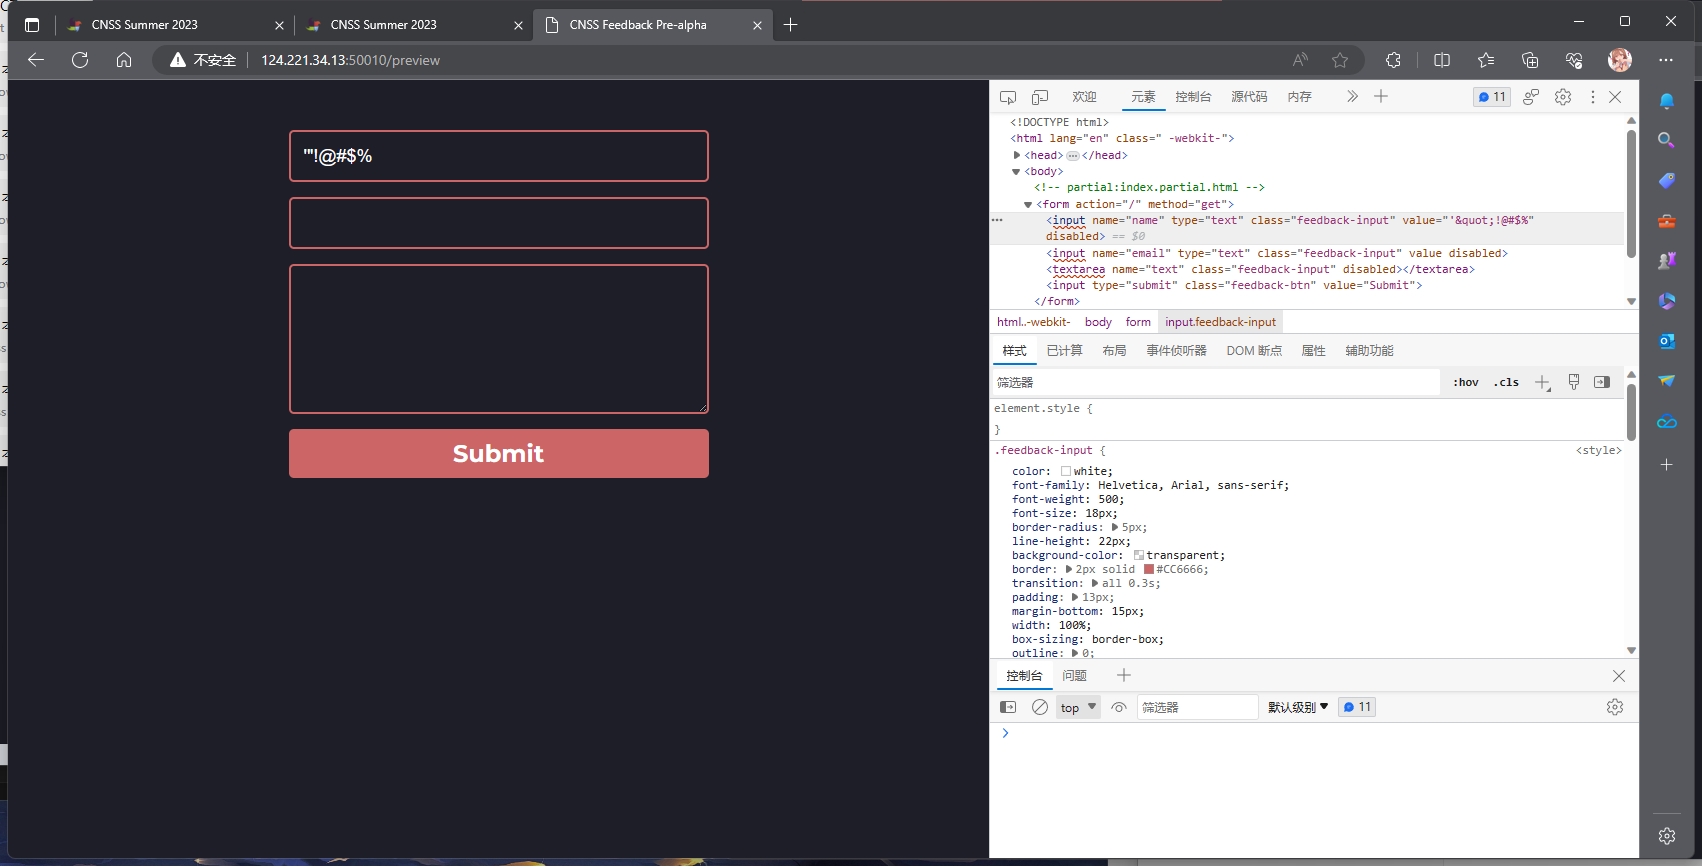 CNSS Summer 2023
CNSS Summer 2023
CNSS Feedback Pre-alpha
不安全
124.221.34.13:50010/preview
'"!@#$%
Submit
欢迎
元素
控制台
源代码
内存
11
<!DOCTYPE html>
<html lang="en" class=" -webkit-">
<head> ··· </head>
<body>
<!-- partial:index.partial.html -->
<form action="/" method="get">
<input name="name" type="text" class="feedback-input" value="'&quot;!@#$%"
disabled> == $0
<input name="email" type="text" class="feedback-input" value disabled>
<textarea name="text" class="feedback-input" disabled></textarea>
<input type="submit" class="feedback-btn" value="Submit">
</form>
html.-webkit-
body
form
input.feedback-input
样式
已计算
布局
事件侦听器
DOM 断点
属性
辅助功能
筛选器
:hov
.cls
element.style {
}
.feedback-input {
<style>
color: white;
font-family: Helvetica, Arial, sans-serif;
font-weight: 500;
font-size: 18px;
border-radius: 5px;
line-height: 22px;
background-color: transparent;
border: 2px solid #CC6666;
transition: all 0.3s;
padding: 13px;
margin-bottom: 15px;
width: 100%;
box-sizing: border-box;
outline: 0;
控制台
问题
top
筛选器
默认级别
11